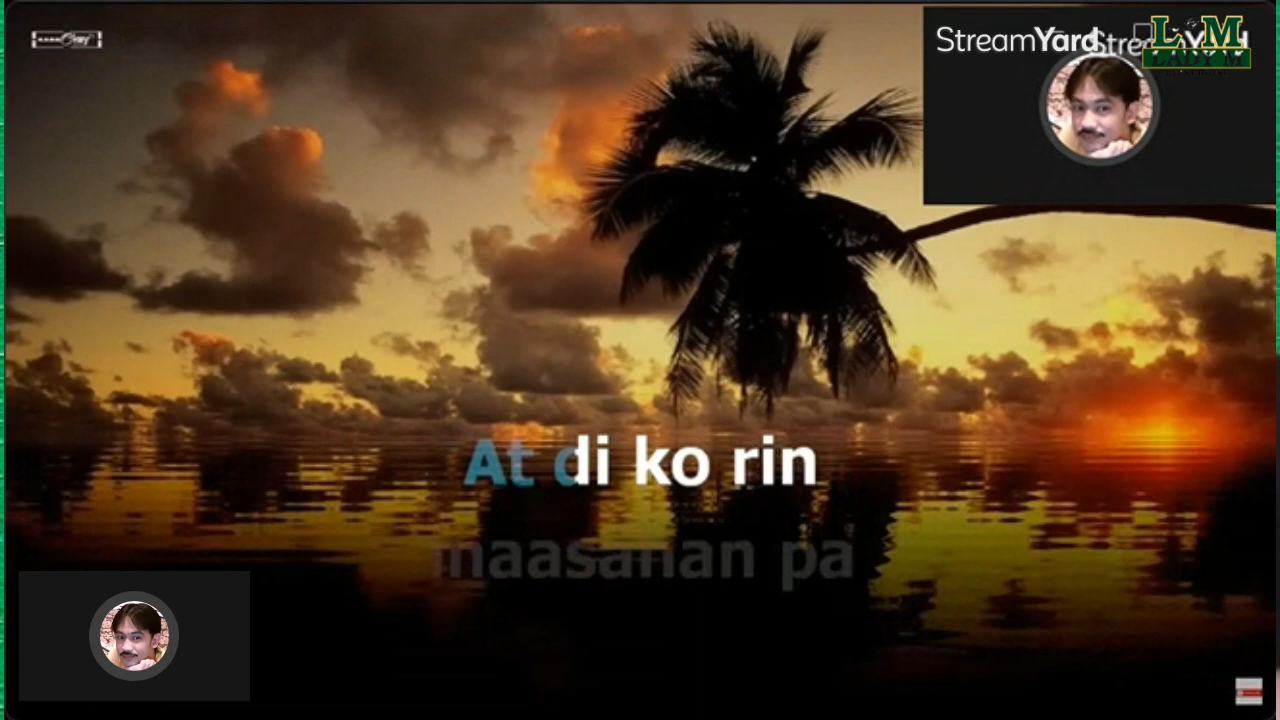 StreamYard
L M
LADY M
At di ko rin
maasahan pa